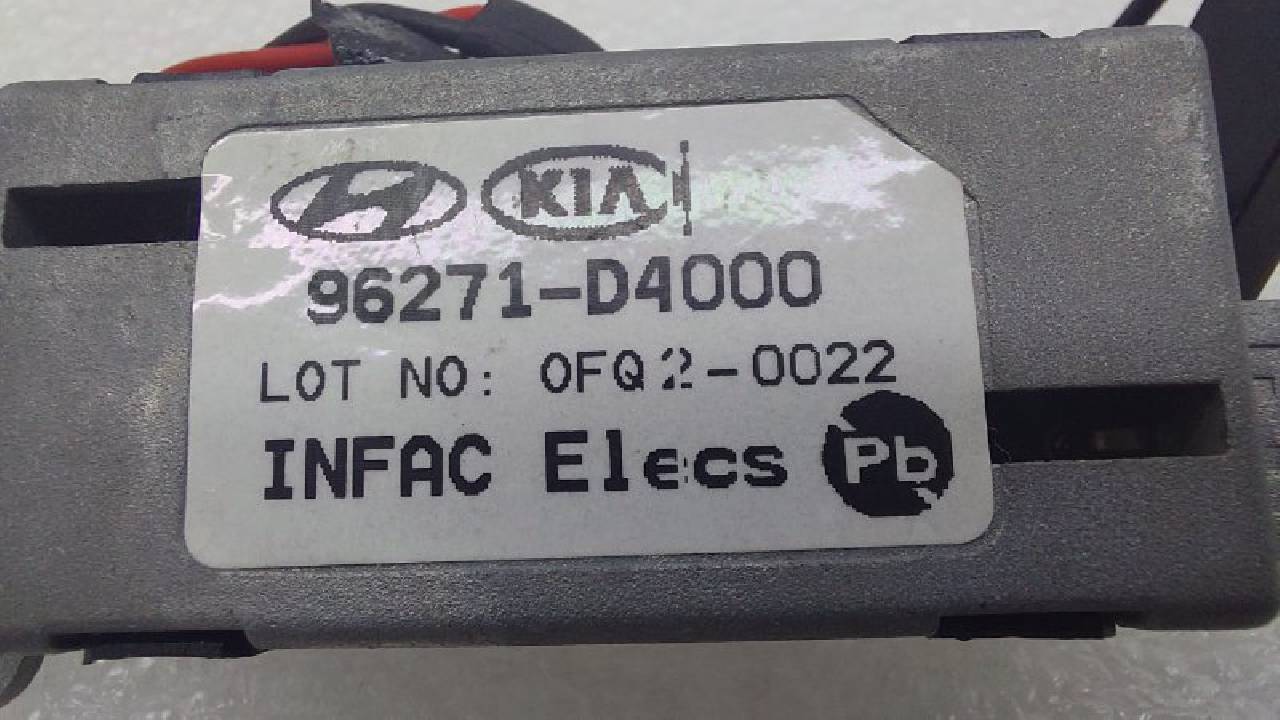 KIA
96271-D4000
LOT NO: 0FQ2-0022
INFAC Elecs Pb